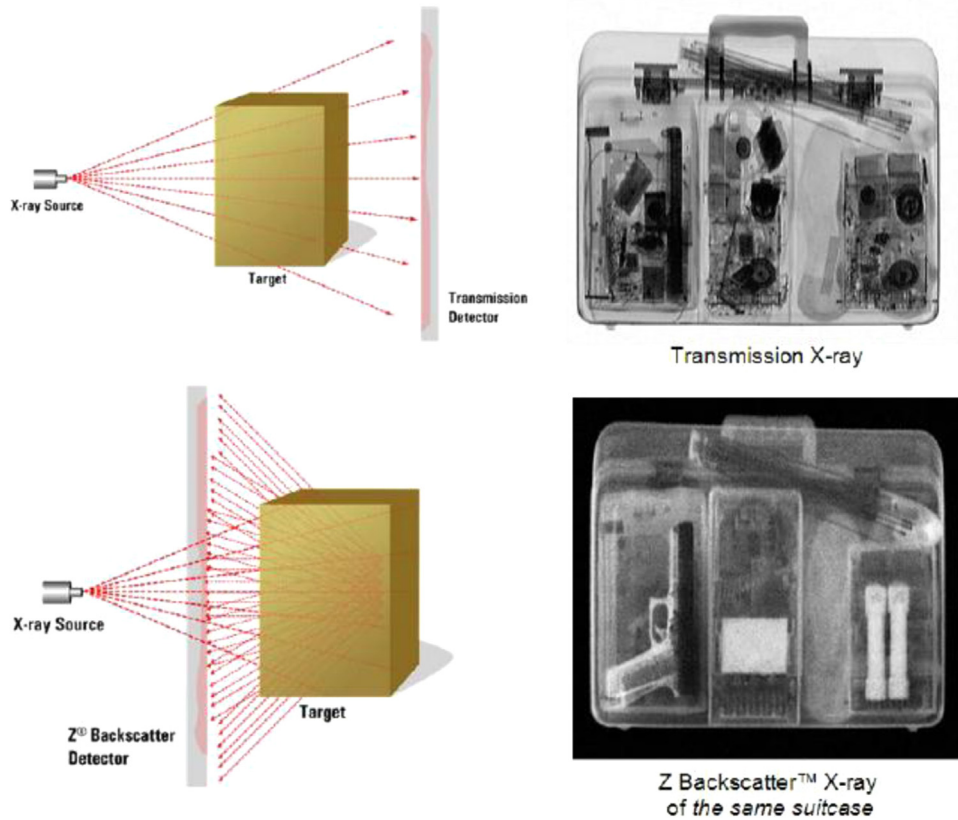 X-ray Source
Target
Transmission
Detector
Transmission X-ray
X-ray Source
Target
Z® Backscatter
Detector
Z Backscatter™ X-ray
of the same suitcase